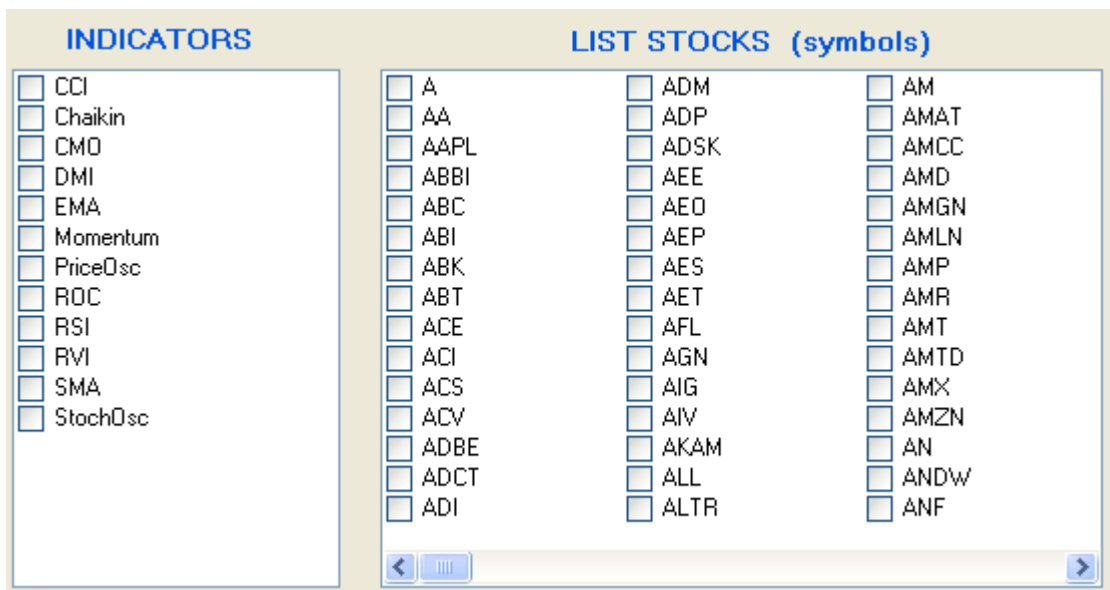 INDICATORS
CCI
Chaikin
CMO
DMI
EMA
Momentum
PriceOsc
ROC
RSI
RVI
SMA
StochOsc
LIST STOCKS (symbols)
A
AA
AAPL
ABBI
ABC
ABI
ABK
ABT
ACE
ACI
ACS
ACV
ADBE
ADCT
ADI
ADM
ADP
ADSK
AEE
AEO
AEP
AES
AET
AFL
AGN
AIG
AIV
AKAM
ALL
ALTR
AM
AMAT
AMCC
AMD
AMGN
AMLN
AMP
AMR
AMT
AMTD
AMX
AMZN
AN
ANDW
ANF